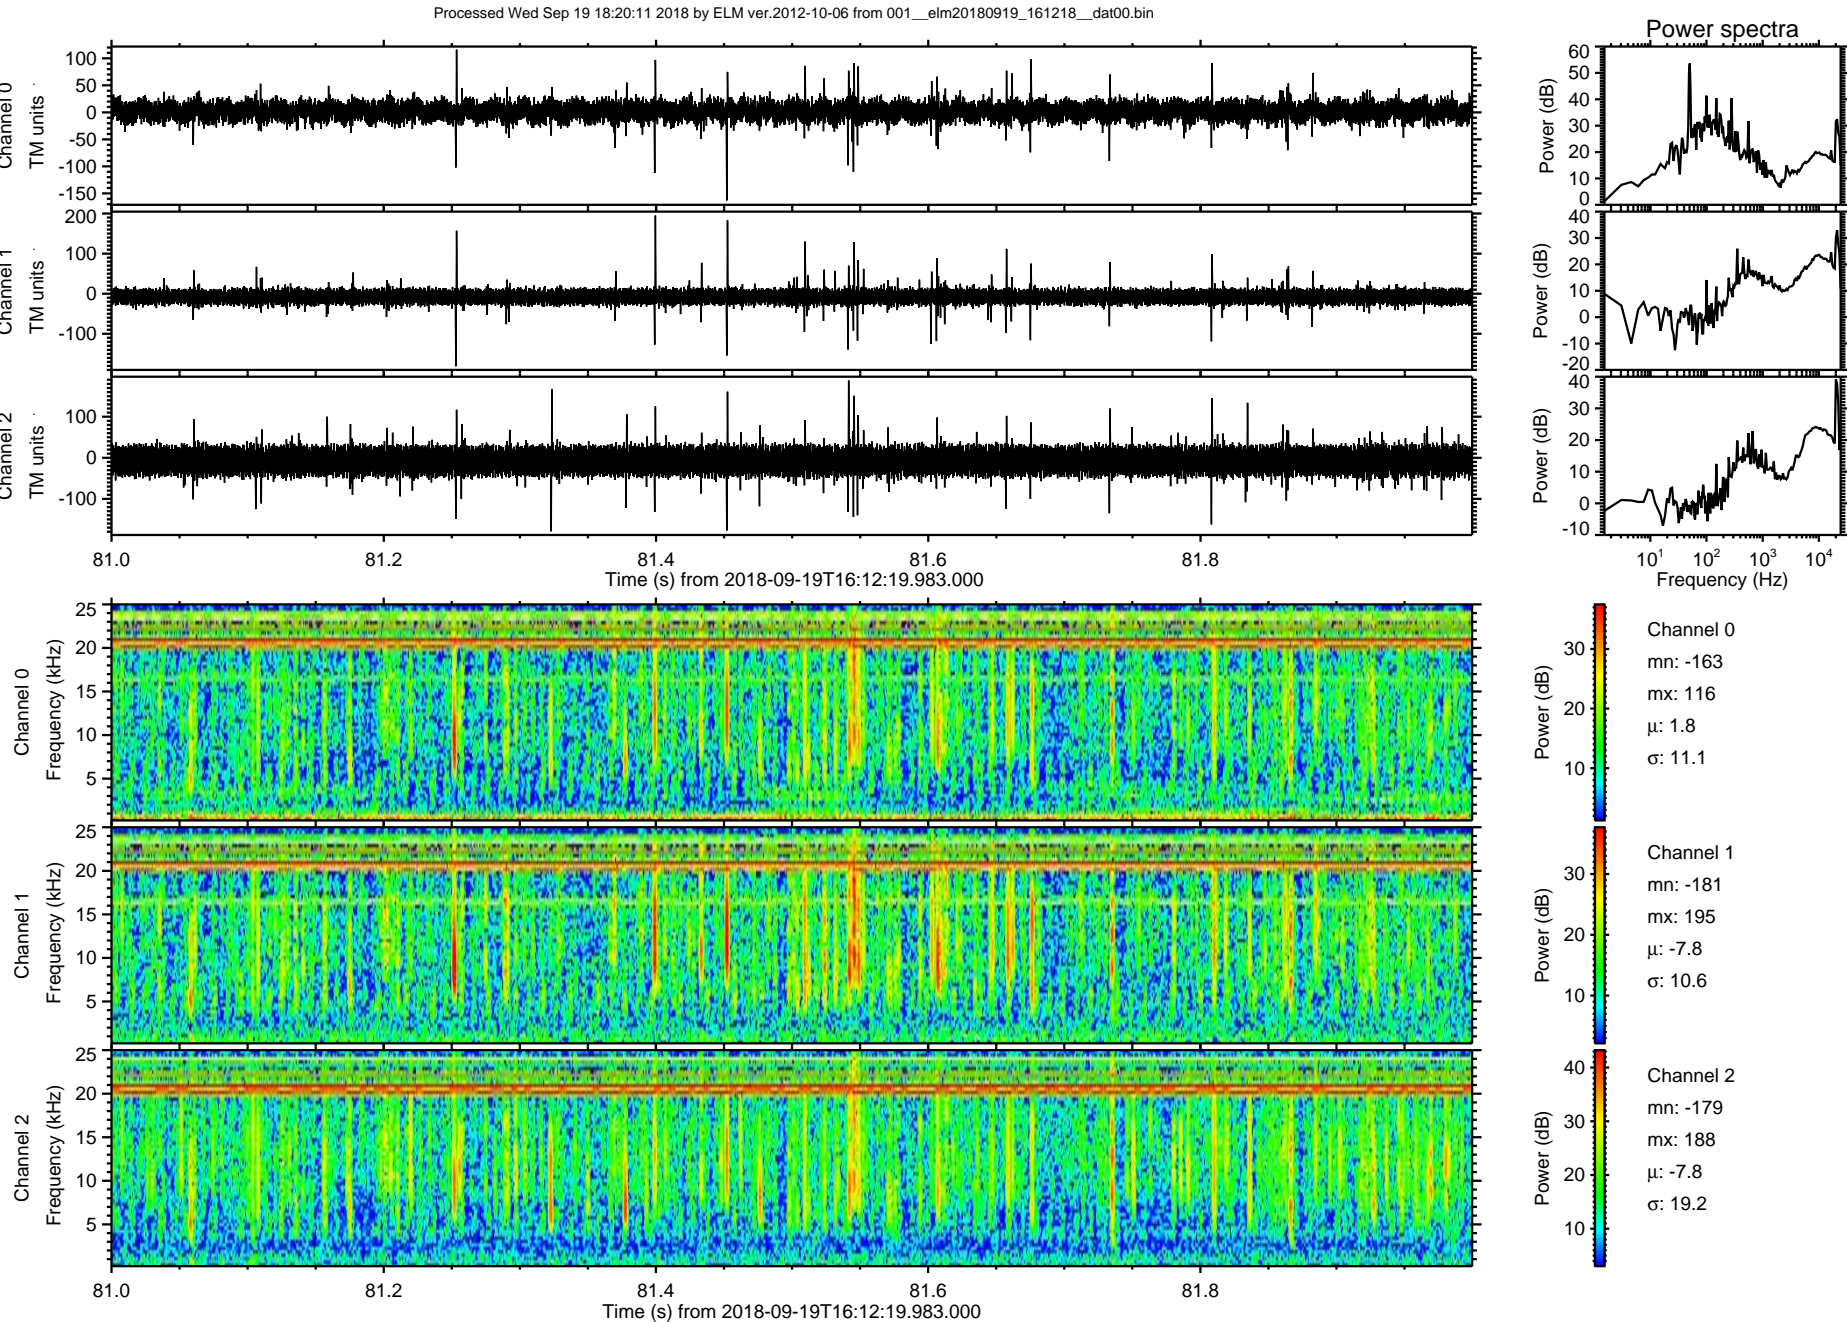 Processed Wed Sep 19 18:20:11 2018 by ELM ver.2012-10-06 from 001__elm20180919_161218__dat00.bin
Power spectra
Channel 0
TM units
100
50
0
-50
-100
-150
Power (dB)
60
50
40
30
20
10
0
Channel 1
TM units
200
100
0
-100
Power (dB)
40
30
20
10
0
-10
-20
Channel 2
TM units
100
0
-100
Power (dB)
40
30
20
10
0
-10
81.0 81.2 81.4 81.6 81.8
Time (s) from 2018-09-19T16:12:19.983.000
10^1 10^2 10^3 10^4
Frequency (Hz)
Channel 0
Frequency (kHz)
25
20
15
10
5
Power (dB)
30
20
10
Channel 0
mn: -163
mx: 116
μ: 1.8
σ: 11.1
Channel 1
Frequency (kHz)
25
20
15
10
5
Power (dB)
30
20
10
Channel 1
mn: -181
mx: 195
μ: -7.8
σ: 10.6
Channel 2
Frequency (kHz)
25
20
15
10
5
Power (dB)
40
30
20
10
Channel 2
mn: -179
mx: 188
μ: -7.8
σ: 19.2
81.0 81.2 81.4 81.6 81.8
Time (s) from 2018-09-19T16:12:19.983.000